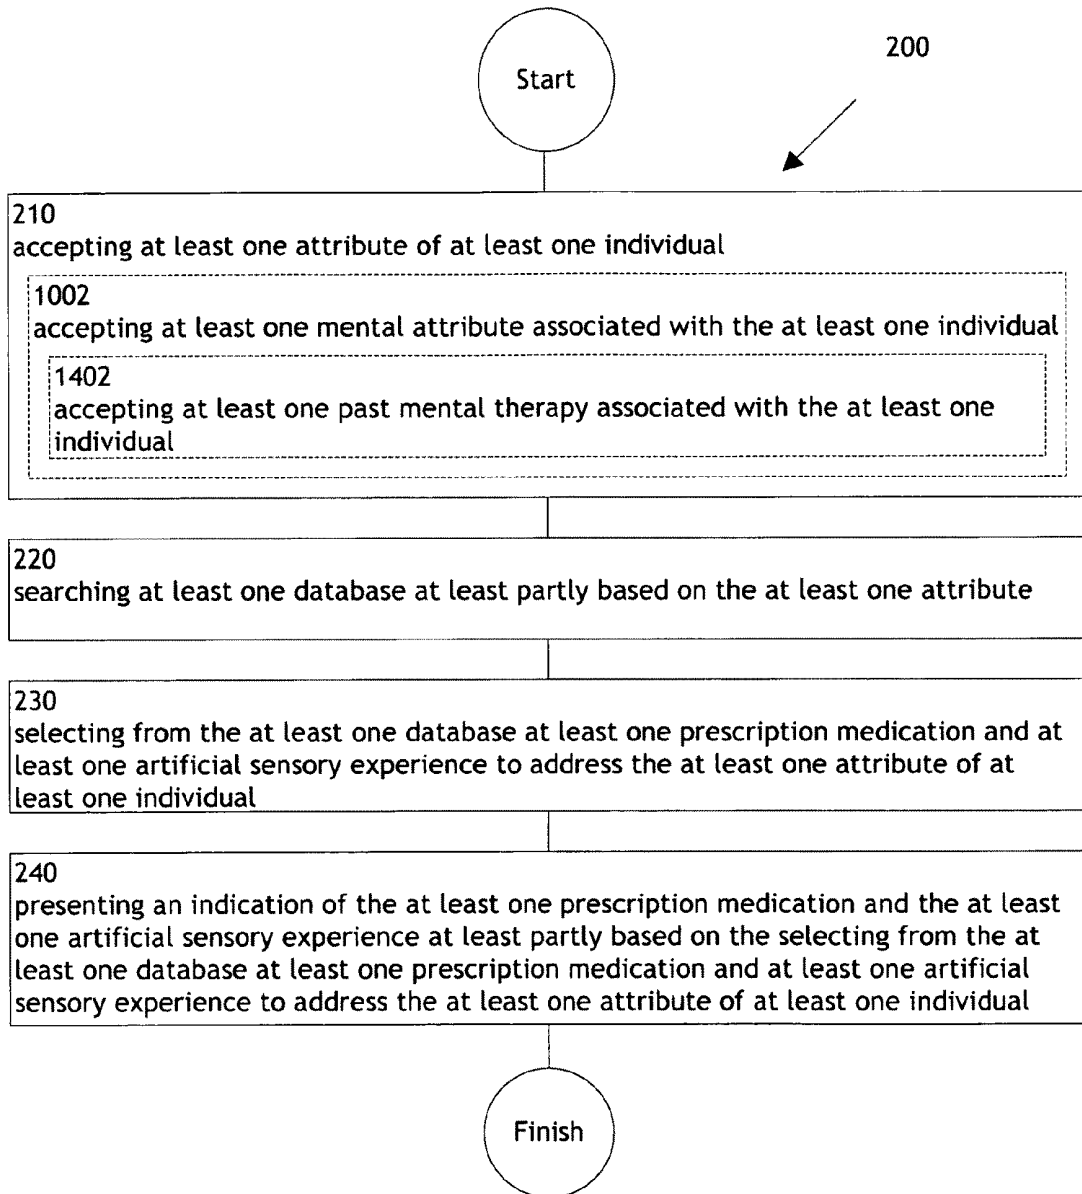 Start
200
210
accepting at least one attribute of at least one individual
1002
accepting at least one mental attribute associated with the at least one individual
1402
accepting at least one past mental therapy associated with the at least one
individual
220
searching at least one database at least partly based on the at least one attribute
230
selecting from the at least one database at least one prescription medication and at
least one artificial sensory experience to address the at least one attribute of at
least one individual
240
presenting an indication of the at least one prescription medication and the at least
one artificial sensory experience at least partly based on the selecting from the at
least one database at least one prescription medication and at least one artificial
sensory experience to address the at least one attribute of at least one individual
Finish